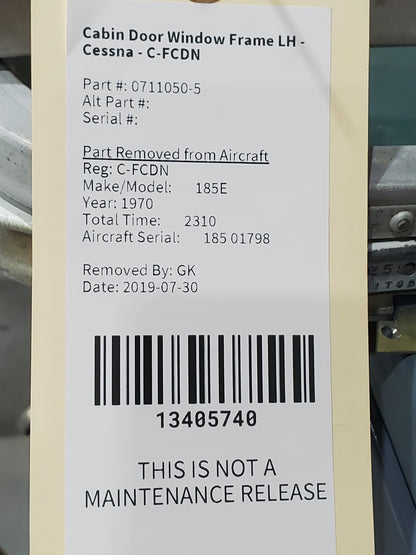 Cabin Door Window Frame LH -
Cessna - C-FCDN
Part #: 0711050-5
Alt Part #:
Serial #:
Part Removed from Aircraft
Reg: C-FCDN
Make/Model: 185E
Year: 1970
Total Time: 2310
Aircraft Serial: 185 01798
Removed By: GK
Date: 2019-07-30
13405740
THIS IS NOT A
MAINTENANCE RELEASE